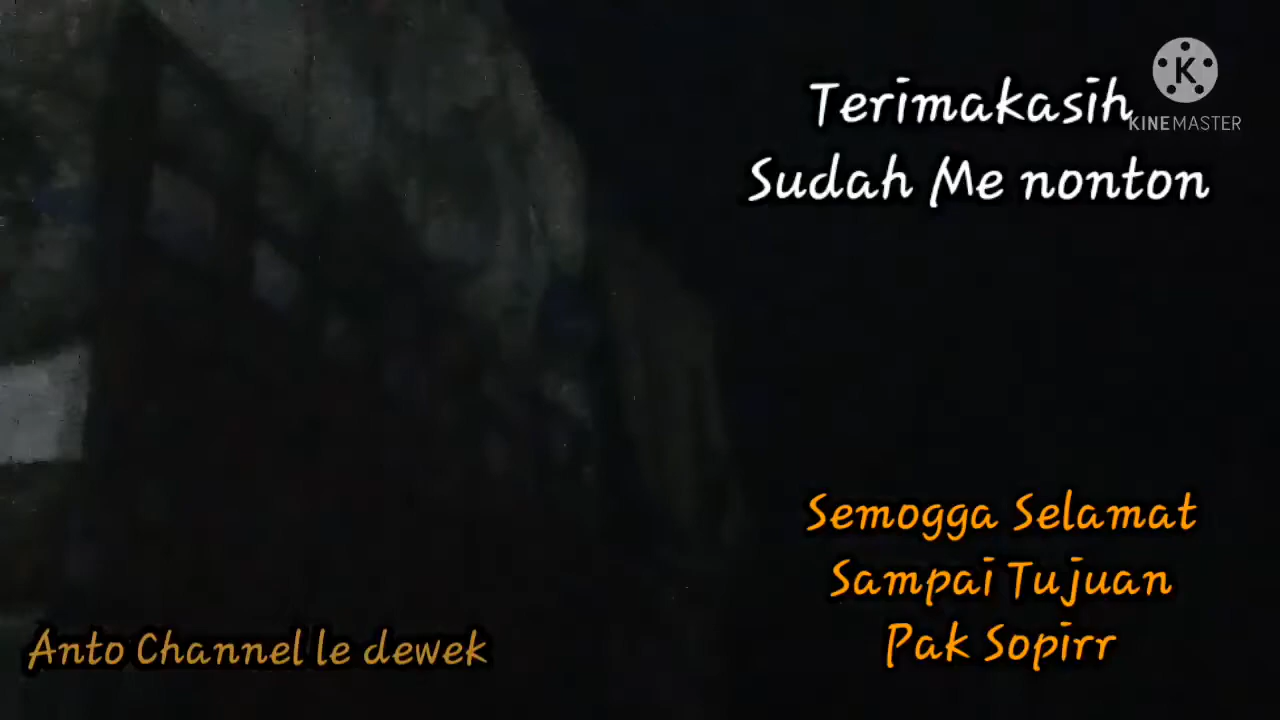 Terimakasih
KINEMASTER
Sudah Me nonton
Semogga Selamat
Sampai Tujuan
Pak Sopirr
Anto Channel le dewek